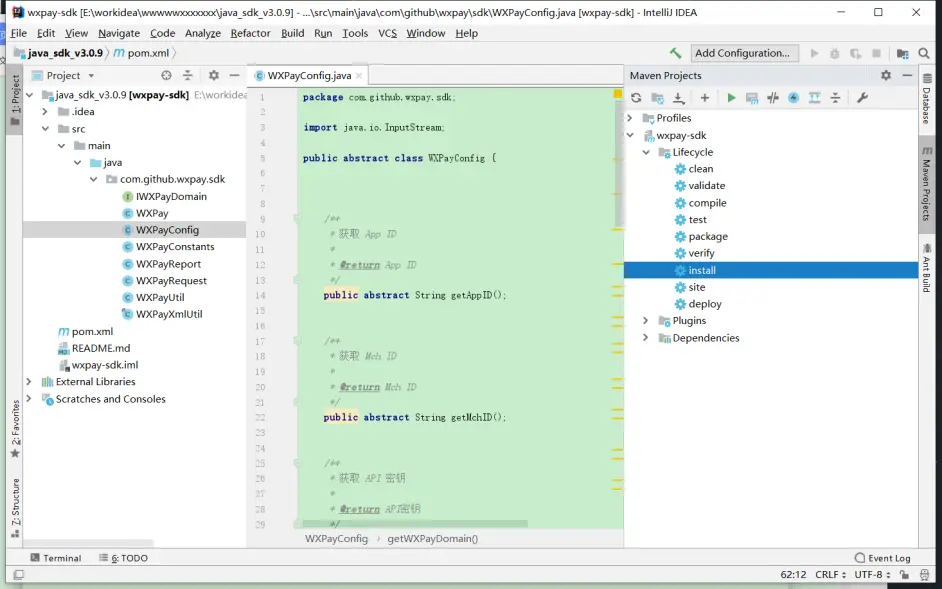 wxpay-sdk [E:\workidea\wwwwwxxxxxxx\java_sdk_v3.0.9] - ...\src\main\java\com\github\wxpay\sdk\WXPayConfig.java [wxpay-sdk] - IntelliJ IDEA
File Edit View Navigate Code Analyze Refactor Build Run Tools VCS Window Help
java_sdk_v3.0.9 pom.xml Add Configuration...
1: Project
2: Favorites
Z: Structure
Project
java_sdk_v3.0.9 [wxpay-sdk] E:\workidea
.idea
src
main
java
com.github.wxpay.sdk
IWXPayDomain
WXPay
WXPayConfig
WXPayConstants
WXPayReport
WXPayRequest
WXPayUtil
WXPayXmlUtil
pom.xml
README.md
wxpay-sdk.iml
External Libraries
Scratches and Consoles
WXPayConfig.java
1 package com.github.wxpay.sdk;
2
3 import java.io.InputStream;
4
5 public abstract class WXPayConfig {
6
7
8
9 /**
10 * 获取 App ID
11 *
12 * @return App ID
13 */
14 public abstract String getAppID();
15
16
17 /**
18 * 获取 Mch ID
19 *
20 * @return Mch ID
21 */
22 public abstract String getMchID();
23
24
25 /**
26 * 获取 API 密钥
27 *
28 * @return API密钥
29 */
WXPayConfig › getWXPayDomain()
Maven Projects
Profiles
wxpay-sdk
Lifecycle
clean
validate
compile
test
package
verify
install
site
deploy
Plugins
Dependencies
Database
Maven Projects
Ant Build
Terminal 6: TODO Event Log
62:12 CRLF UTF-8